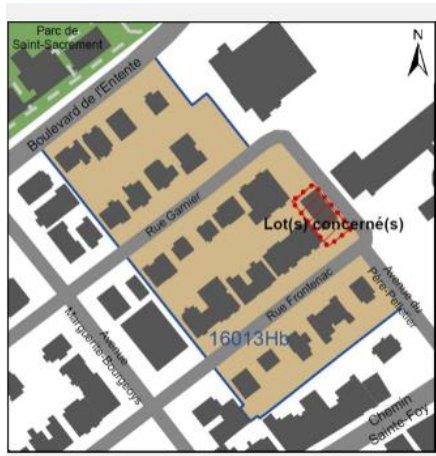 Parc de
Saint-Sacrement
N
Boulevard de l'Entente
Rue Garnier
Lot(s) concerné(s)
Rue Frontenac
Avenue du
Père-Pelletier
16013Hb
Avenue
Marguerite-Bourgeoys
Chemin
Sainte-Foy